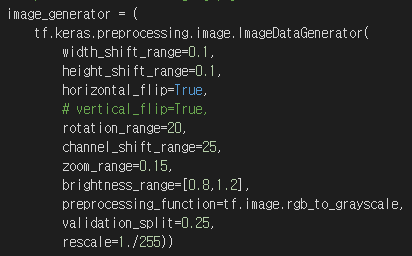 image_generator = (
    tf.keras.preprocessing.image.ImageDataGenerator(
        width_shift_range=0.1,
        height_shift_range=0.1,
        horizontal_flip=True,
        # vertical_flip=True,
        rotation_range=20,
        channel_shift_range=25,
        zoom_range=0.15,
        brightness_range=[0.8,1.2],
        preprocessing_function=tf.image.rgb_to_grayscale,
        validation_split=0.25,
        rescale=1./255))